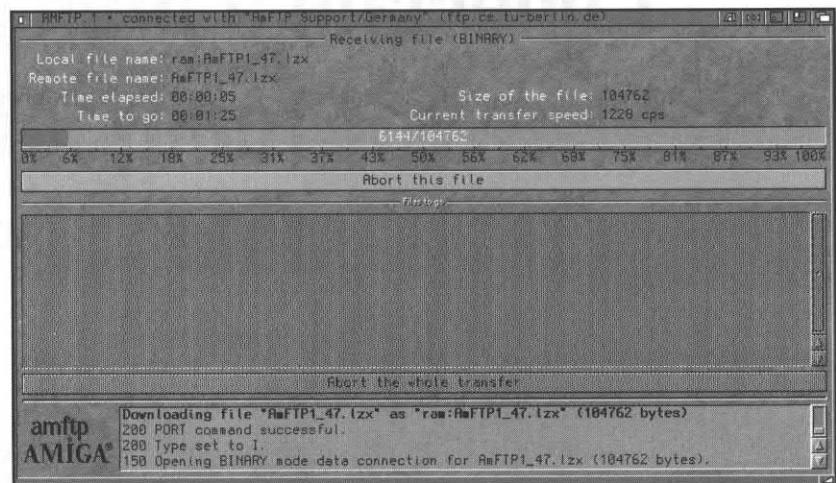 AMFTP.1 • connected with "AmFTP Support/Germany" (ftp.cs.tu-berlin.de)
Receiving file (BINARY)
Local file name: ram:AmFTP1_47.lzx
Remote file name: AmFTP1_47.lzx
Time elapsed: 00:00:05 Size of the file: 104762
Time to go: 00:01:25 Current transfer speed: 1228 cps
6144/104762
0% 6% 12% 18% 25% 31% 37% 43% 50% 56% 62% 68% 75% 81% 87% 93% 100%
Abort this file
Files to go
Abort the whole transfer
amftp
AMIGA®
Downloading file "AmFTP1_47.lzx" as "ram:AmFTP1_47.lzx" (104762 bytes)
200 PORT command successful.
200 Type set to I.
150 Opening BINARY mode data connection for AmFTP1_47.lzx (104762 bytes).